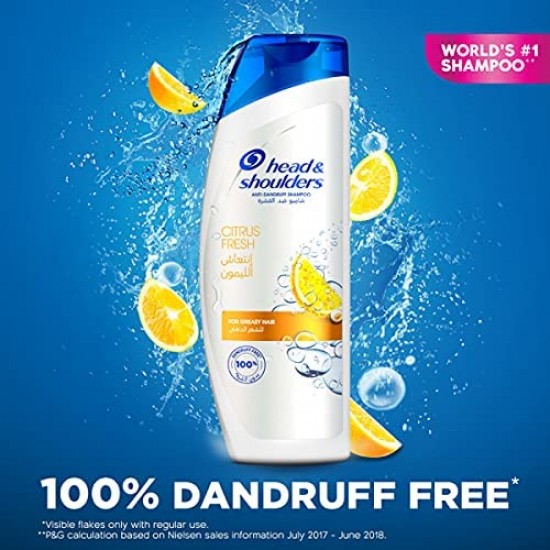 WORLD'S #1
SHAMPOO**
head&
shoulders
ANTI-DANDRUFF SHAMPOO
شامبو ضد القشرة
CITRUS
FRESH
إنتعاش
الليمون
FOR GREASY HAIR
للشعر الدهني
DANDRUFF FREE
100%
100% DANDRUFF FREE*
*Visible flakes only with regular use.
**P&G calculation based on Nielsen sales information July 2017 - June 2018.